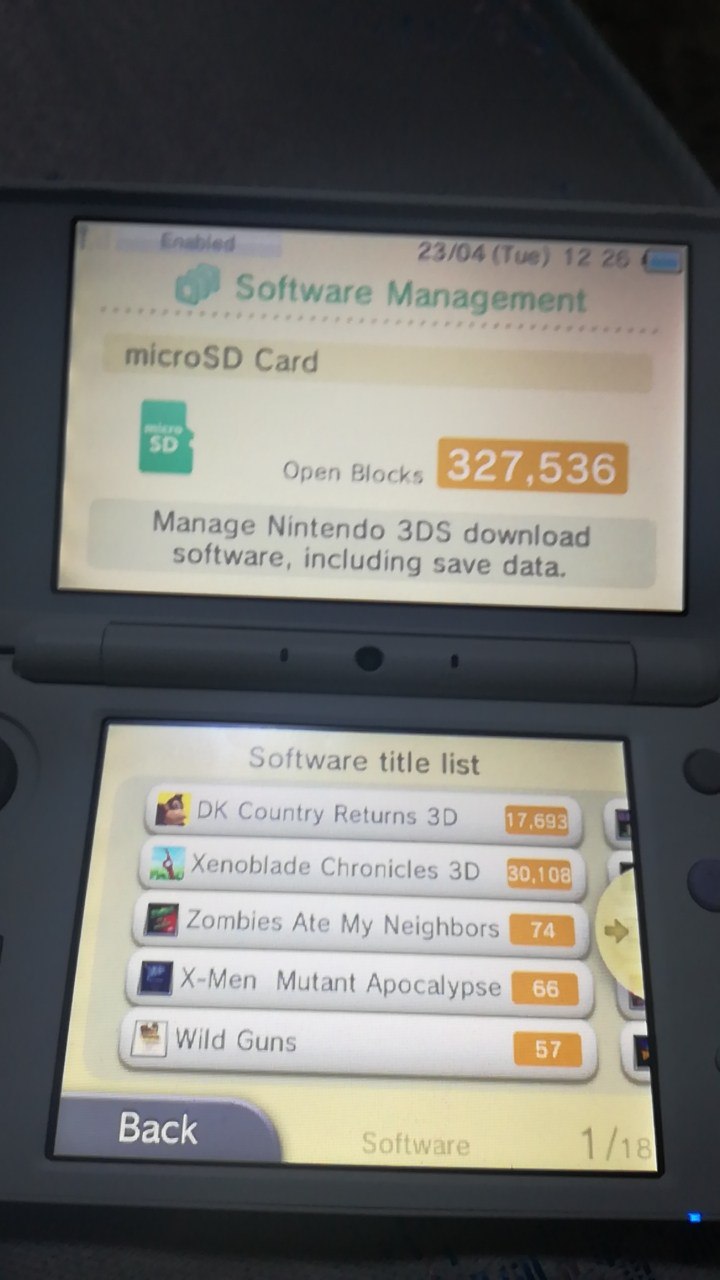 Enabled
23/04 (Tue) 12 26
Software Management
microSD Card
micro
SD
Open Blocks 327,536
Manage Nintendo 3DS download
software, including save data.
Software title list
DK Country Returns 3D 17,693
Xenoblade Chronicles 3D 30,108
Zombies Ate My Neighbors 74
X-Men Mutant Apocalypse 66
Wild Guns 57
Back
Software
1/18